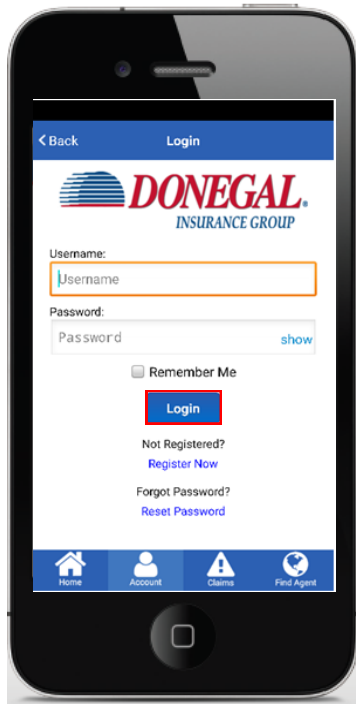 Back Login
DONEGAL®
INSURANCE GROUP
Username:
Username
Password:
Password show
Remember Me
Login
Not Registered?
Register Now
Forgot Password?
Reset Password
Home Account Claims Find Agent